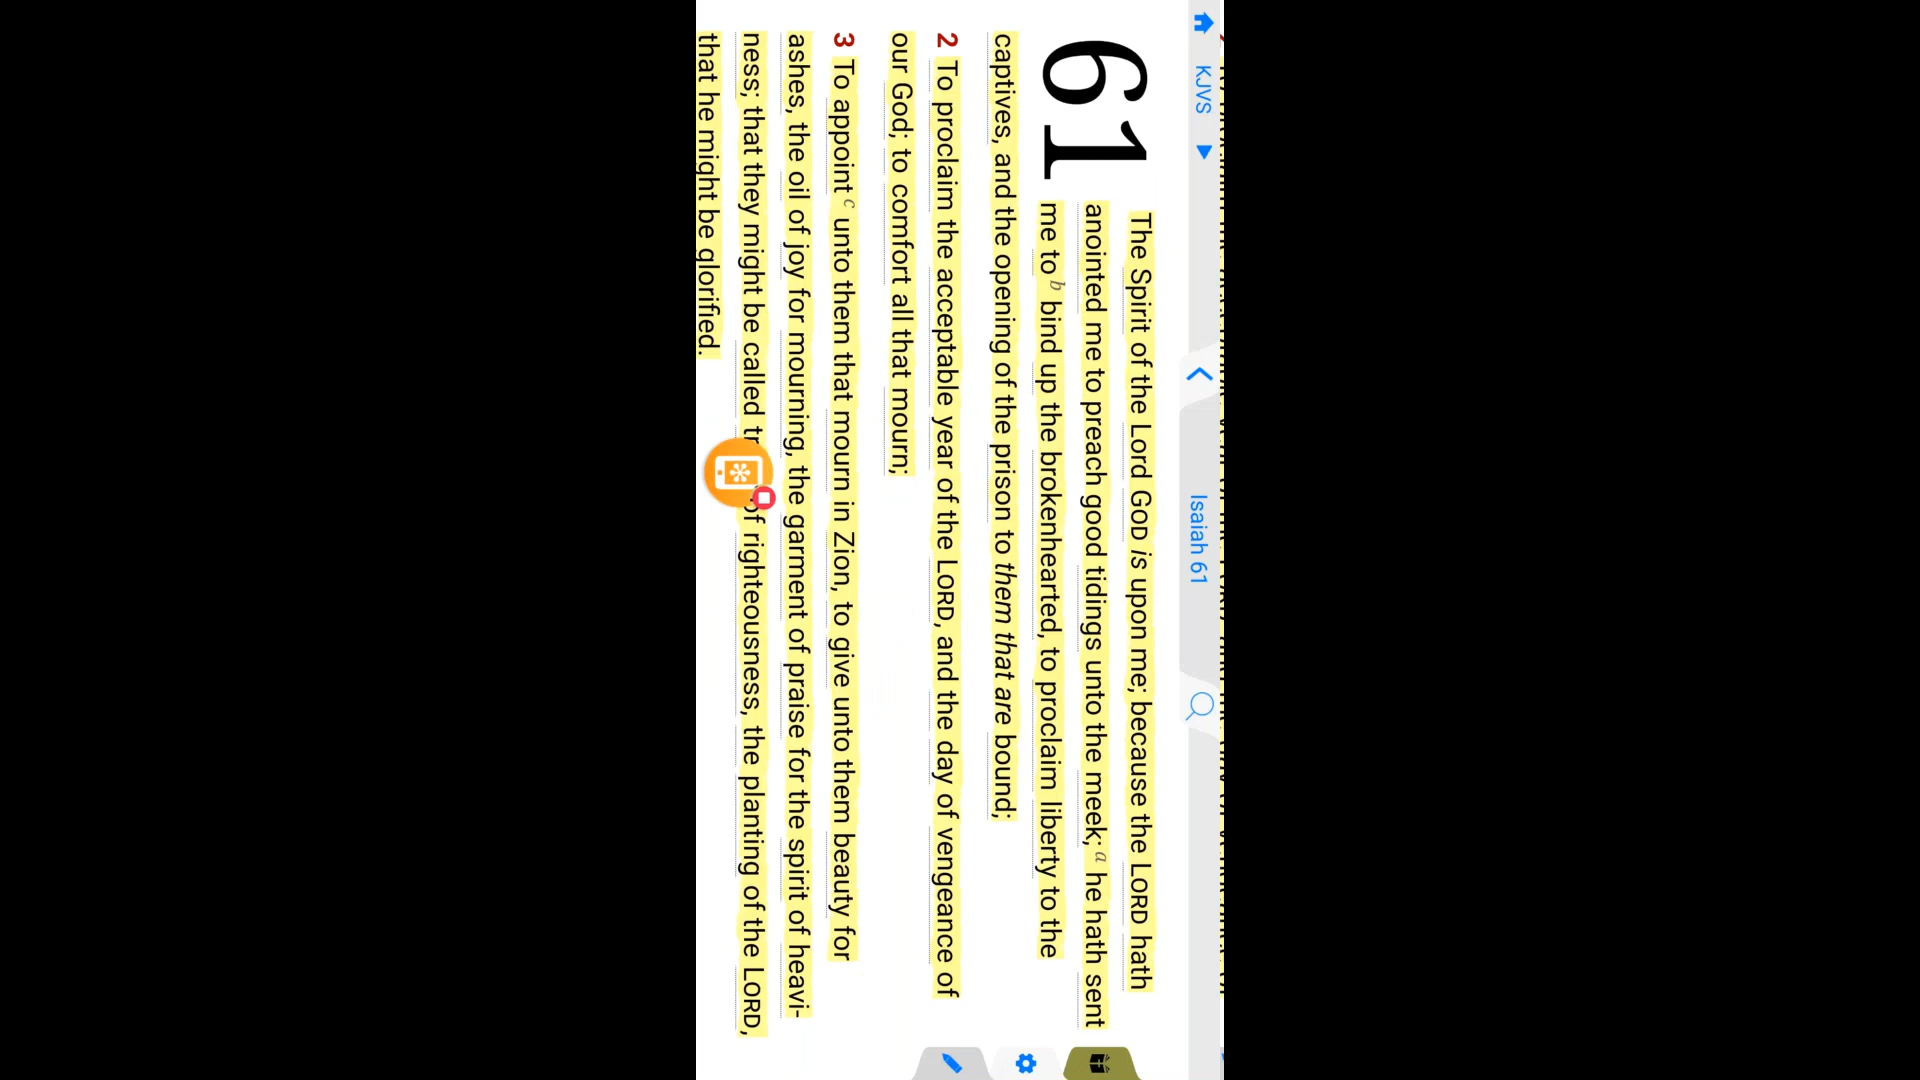 KJVS Isaiah 61
61 The Spirit of the Lord GOD is upon me; because the LORD hath
anointed me to preach good tidings unto the meek; a he hath sent
me to b bind up the brokenhearted, to proclaim liberty to the
captives, and the opening of the prison to them that are bound;
2 To proclaim the acceptable year of the LORD, and the day of vengeance of
our God; to comfort all that mourn;
3 To appoint c unto them that mourn in Zion, to give unto them beauty for
ashes, the oil of joy for mourning, the garment of praise for the spirit of heavi-
ness; that they might be called of righteousness, the planting of the LORD,
that he might be glorified.